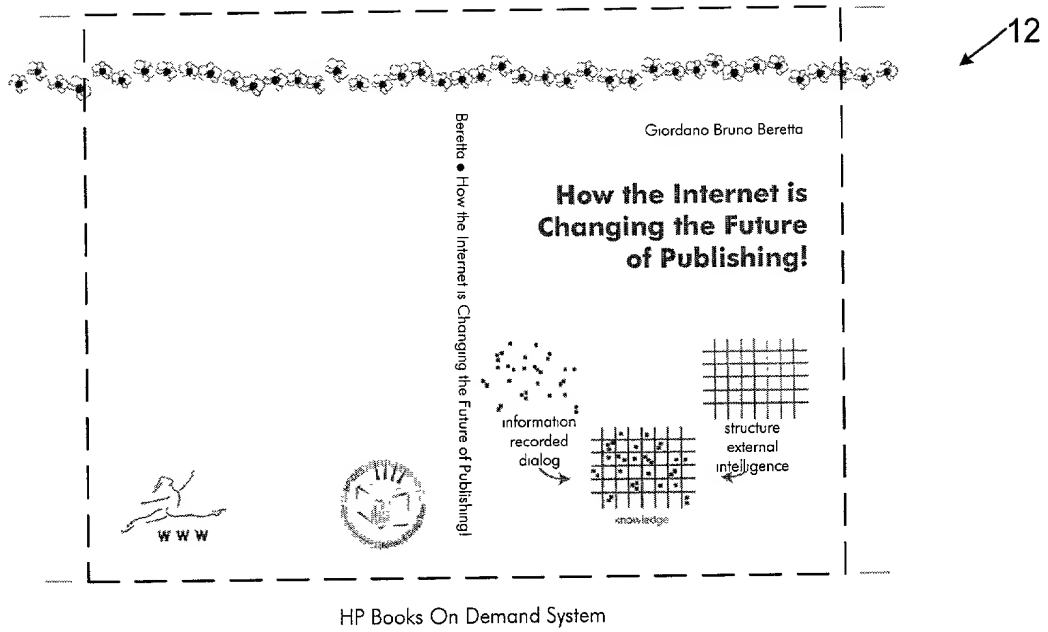 12
Giordano Bruno Beretta
How the Internet is
Changing the Future
of Publishing!
Beretta • How the Internet is Changing the Future of Publishing!
information
recorded
dialog
structure
external
intelligence
knowledge
W W W
HP Books On Demand System